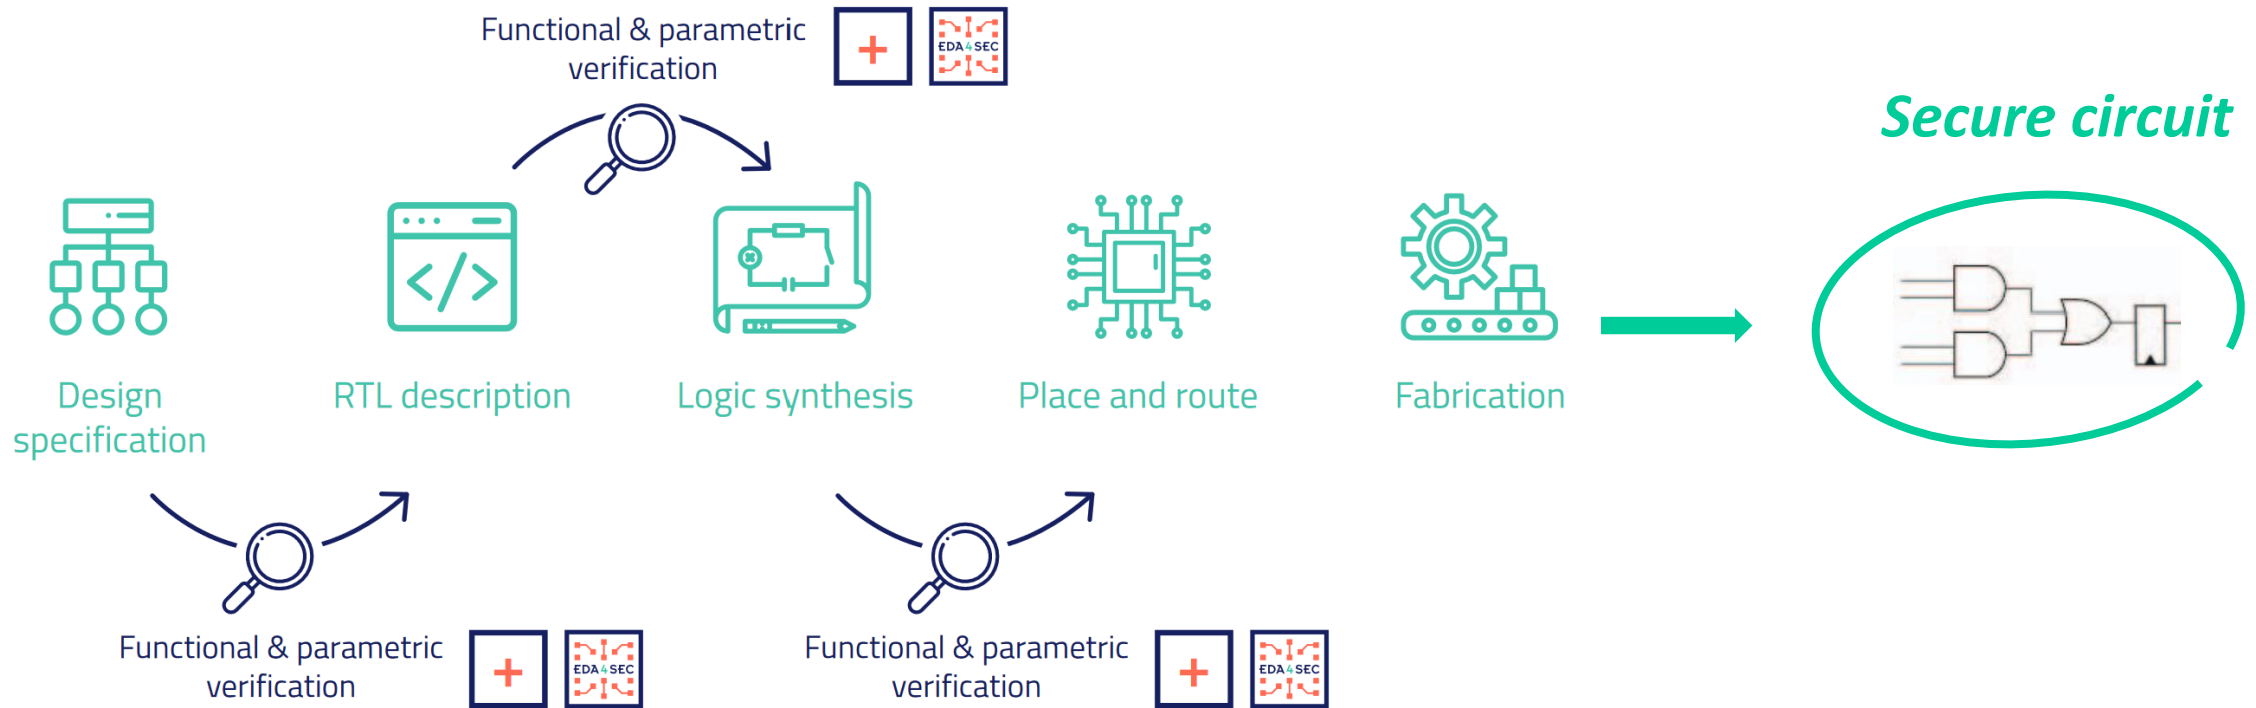 Functional & parametric
verification
+
EDA4SEC
Secure circuit
</>
Design
specification
RTL description
Logic synthesis
Place and route
Fabrication
Functional & parametric
verification
+
EDA4SEC
Functional & parametric
verification
+
EDA4SEC